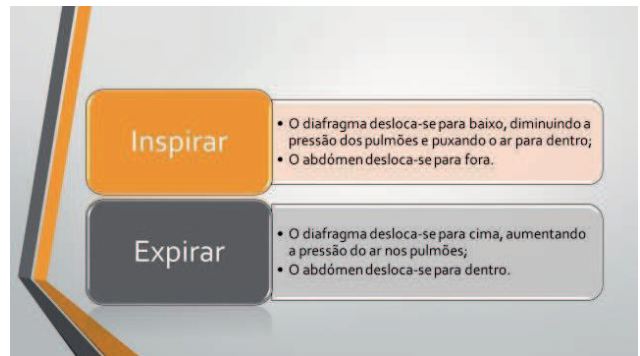 Inspirar
• O diafragma desloca-se para baixo, diminuindo a
pressão dos pulmões e puxando o ar para dentro;
• O abdómen desloca-se para fora.
Expirar
• O diafragma desloca-se para cima, aumentando
a pressão do ar nos pulmões;
• O abdómen desloca-se para dentro.